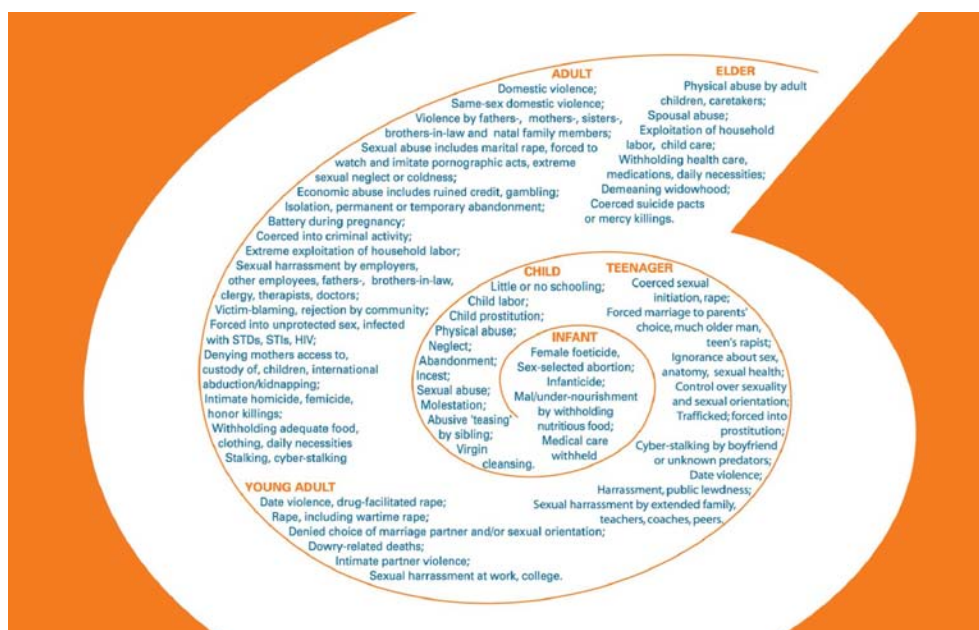 ADULT
Domestic violence;
Same-sex domestic violence;
Violence by fathers-, mothers-, sisters-,
brothers-in-law and natal family members;
Sexual abuse includes marital rape, forced to
watch and imitate pornographic acts, extreme
sexual neglect or coldness;
Economic abuse includes ruined credit, gambling;
Isolation, permanent or temporary abandonment;
Battery during pregnancy;
Coerced into criminal activity;
Extreme exploitation of household labor;
Sexual harrassment by employers,
other employees, fathers-, brothers-in-law,
clergy, therapists, doctors;
Victim-blaming, rejection by community;
Forced into unprotected sex, infected
with STDs, STIs, HIV;
Denying mothers access to,
custody of, children, international
abduction/kidnapping;
Intimate homicide, femicide,
honor killings;
Withholding adequate food,
clothing, daily necessities
Stalking, cyber-stalking
ELDER
Physical abuse by adult
children, caretakers;
Spousal abuse;
Exploitation of household
labor, child care;
Withholding health care,
medications, daily necessities;
Demeaning widowhood;
Coerced suicide pacts
or mercy killings.
CHILD
Little or no schooling;
Child labor;
Child prostitution;
Physical abuse;
Neglect;
Abandonment;
Incest;
Sexual abuse;
Molestation;
Abusive 'teasing'
by sibling;
Virgin
cleansing.
INFANT
Female foeticide,
Sex-selected abortion;
Infanticide;
Mal/under-nourishment
by withholding
nutritious food;
Medical care
withheld
TEENAGER
Coerced sexual
initiation, rape;
Forced marriage to parents'
choice, much older man,
teen's rapist;
Ignorance about sex,
anatomy, sexual health;
Control over sexuality
and sexual orientation;
Trafficked; forced into
prostitution;
Cyber-stalking by boyfriend
or unknown predators;
Date violence;
Harrassment, public lewdness;
Sexual harrassment by extended family,
teachers, coaches, peers.
YOUNG ADULT
Date violence, drug-facilitated rape;
Rape, including wartime rape;
Denied choice of marriage partner and/or sexual orientation;
Dowry-related deaths;
Intimate partner violence;
Sexual harrassment at work, college.